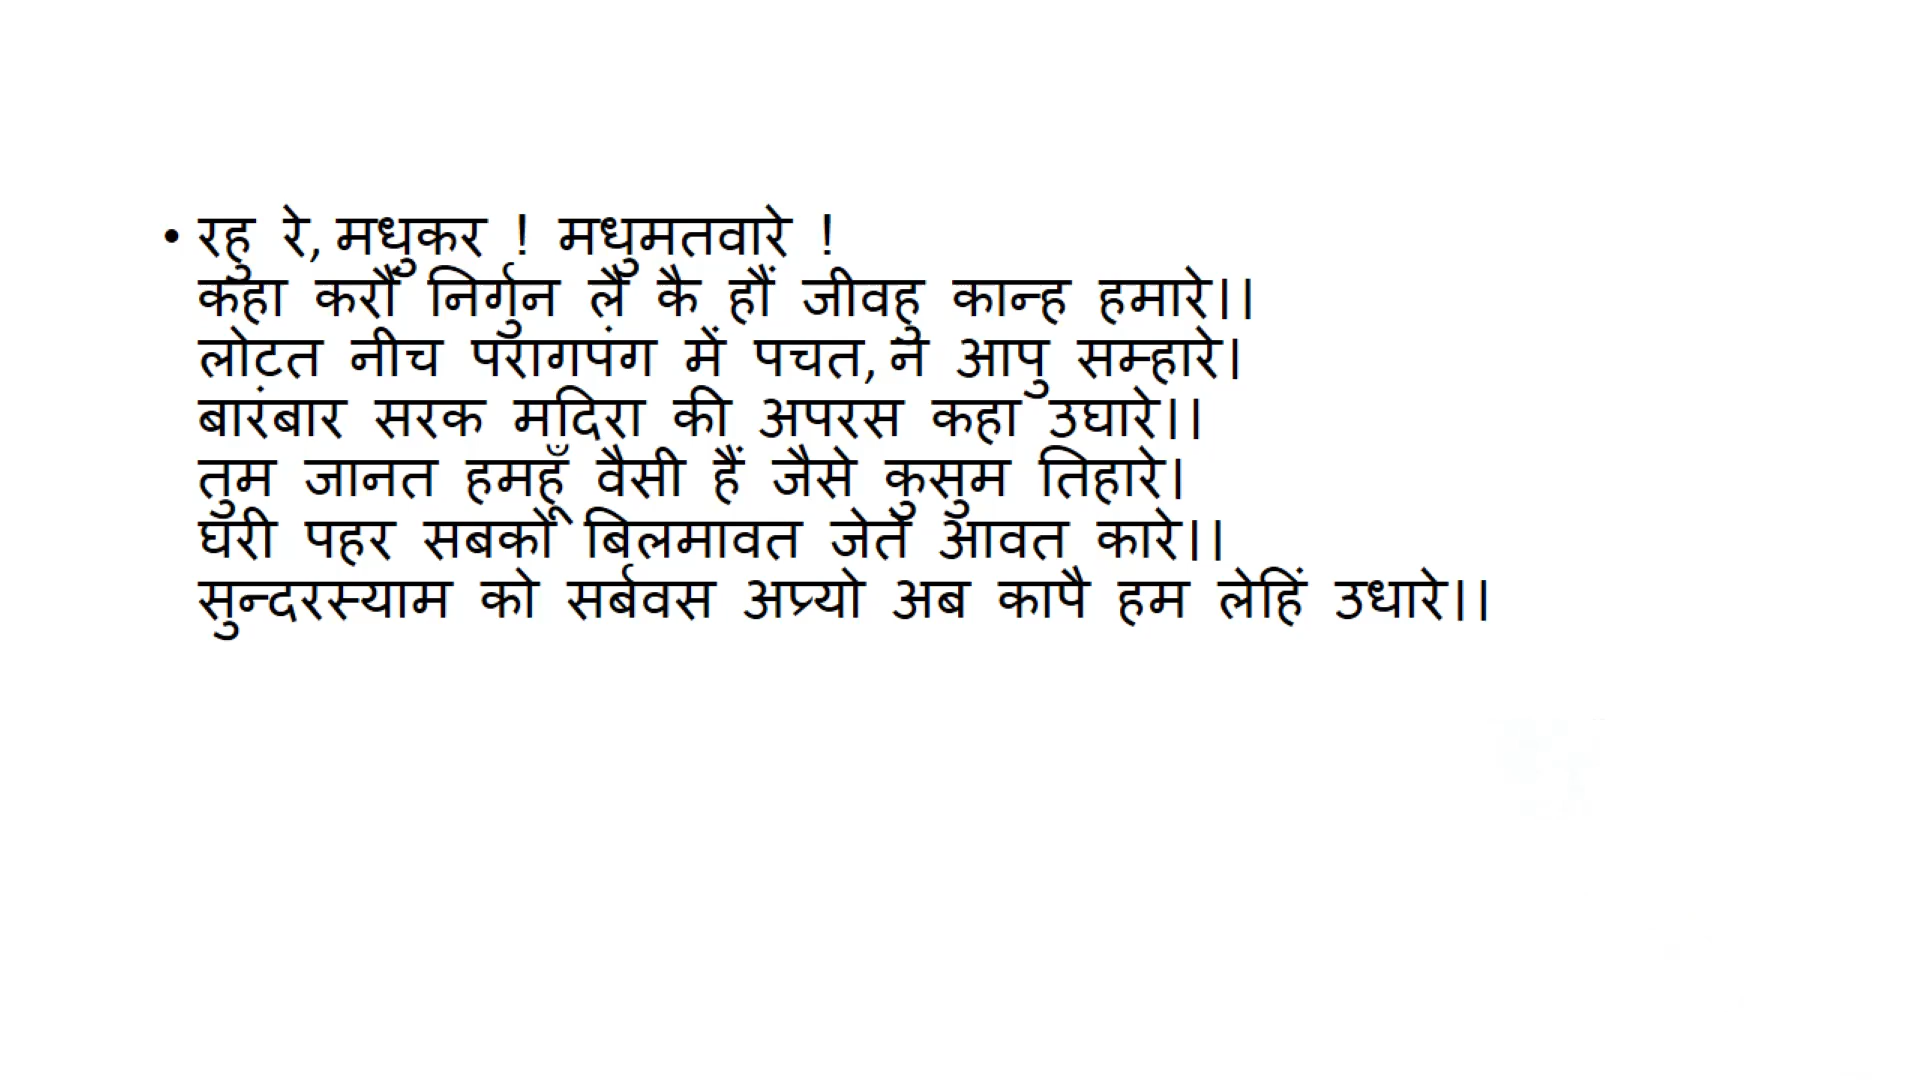 • रहु रे, मधुकर ! मधुमतवारे !
कहा करौं निर्गुन लै कै हौं जीवहु कान्ह हमारे।।
लोटत नीच परागपंग में पचत, न आपु सम्हारे।
बारंबार सरक मदिरा की अपरस कहा उघारे।।
तुम जानत हमहूँ वैसी हैं जैसे कुसुम तिहारे।
घरी पहर सबको बिलमावत जेते आवत कारे।।
सुन्दरस्याम को सर्बवस अप्र्यो अब कापै हम लेहिं उधारे।।